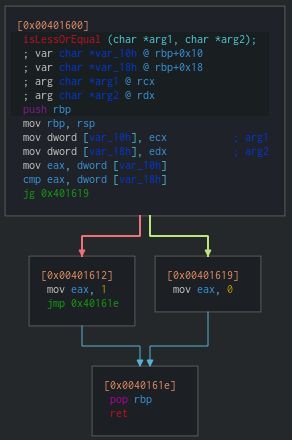 [0x00401600]
isLessOrEqual (char *arg1, char *arg2);
; var char *var_10h @ rbp+0x10
; var char *var_18h @ rbp+0x18
; arg char *arg1 @ rcx
; arg char *arg2 @ rdx
push rbp
mov rbp, rsp
mov dword [var_10h], ecx ; arg1
mov dword [var_18h], edx ; arg2
mov eax, dword [var_10h]
cmp eax, dword [var_18h]
jg 0x401619
[0x00401612]
mov eax, 1
jmp 0x40161e
[0x00401619]
mov eax, 0
[0x0040161e]
pop rbp
ret